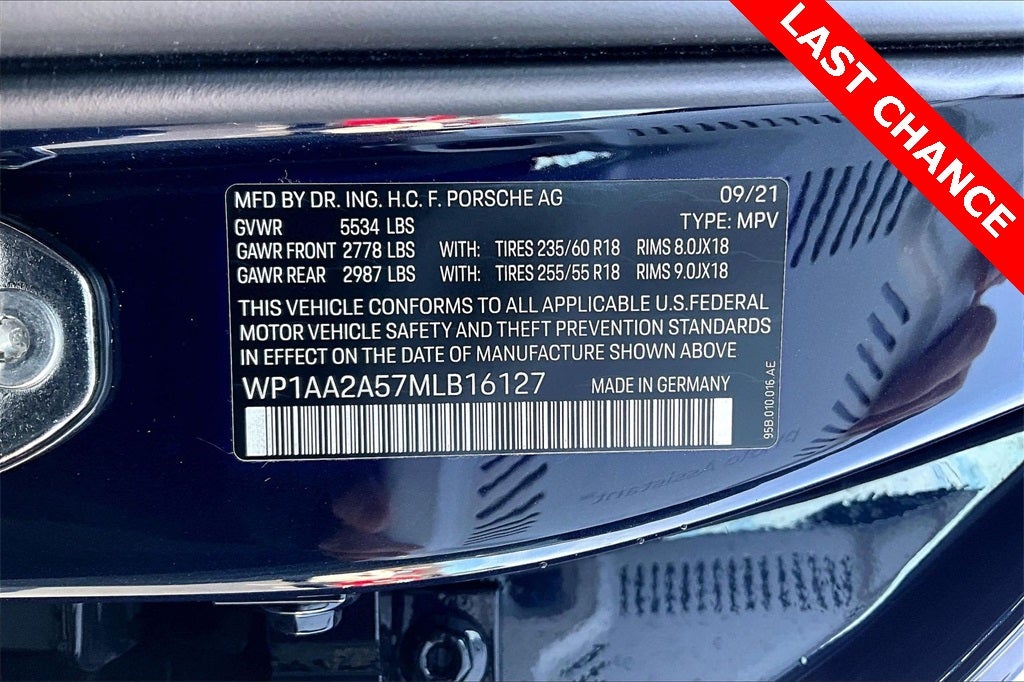 LAST CHANCE
MFD BY DR. ING. H.C. F. PORSCHE AG 09/21
GVWR 5534 LBS TYPE: MPV
GAWR FRONT 2778 LBS WITH: TIRES 235/60 R18 RIMS 8.0JX18
GAWR REAR 2987 LBS WITH: TIRES 255/55 R18 RIMS 9.0JX18
THIS VEHICLE CONFORMS TO ALL APPLICABLE U.S.FEDERAL
MOTOR VEHICLE SAFETY AND THEFT PREVENTION STANDARDS
IN EFFECT ON THE DATE OF MANUFACTURE SHOWN ABOVE
WP1AA2A57MLB16127 MADE IN GERMANY
95B.010.016.AE